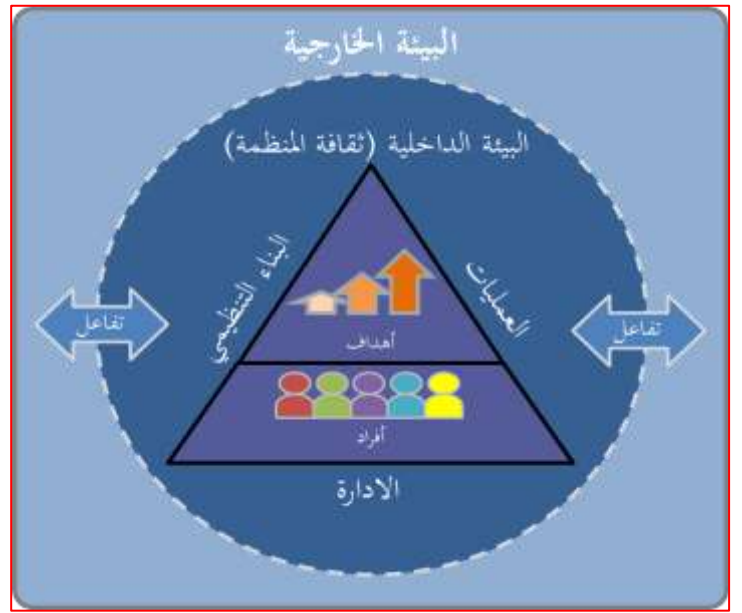 البيئة الخارجية
البيئة الداخلية (ثقافة المنظمة)
العمليات
البناء التنظيمي
تفاعل
تفاعل
أهداف
أفراد
الادارة